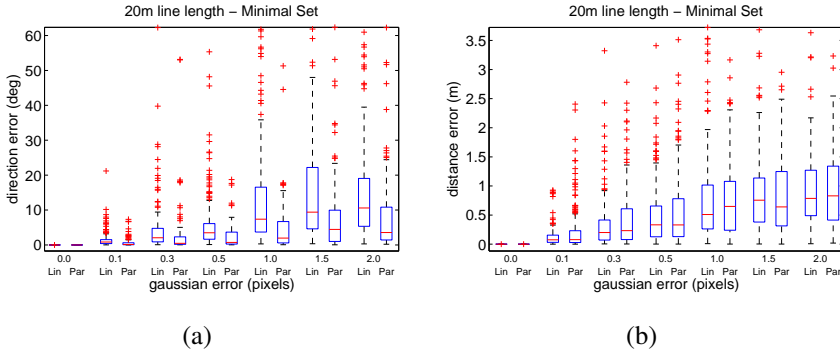 20m line length – Minimal Set
direction error (deg)
60
50
40
30
20
10
0
0.0 0.1 0.3 0.5 1.0 1.5 2.0
Lin Par Lin Par Lin Par Lin Par Lin Par Lin Par Lin Par
gaussian error (pixels)
(a)
20m line length – Minimal Set
distance error (m)
3.5
3
2.5
2
1.5
1
0.5
0
0.0 0.1 0.3 0.5 1.0 1.5 2.0
Lin Par Lin Par Lin Par Lin Par Lin Par Lin Par Lin Par
gaussian error (pixels)
(b)